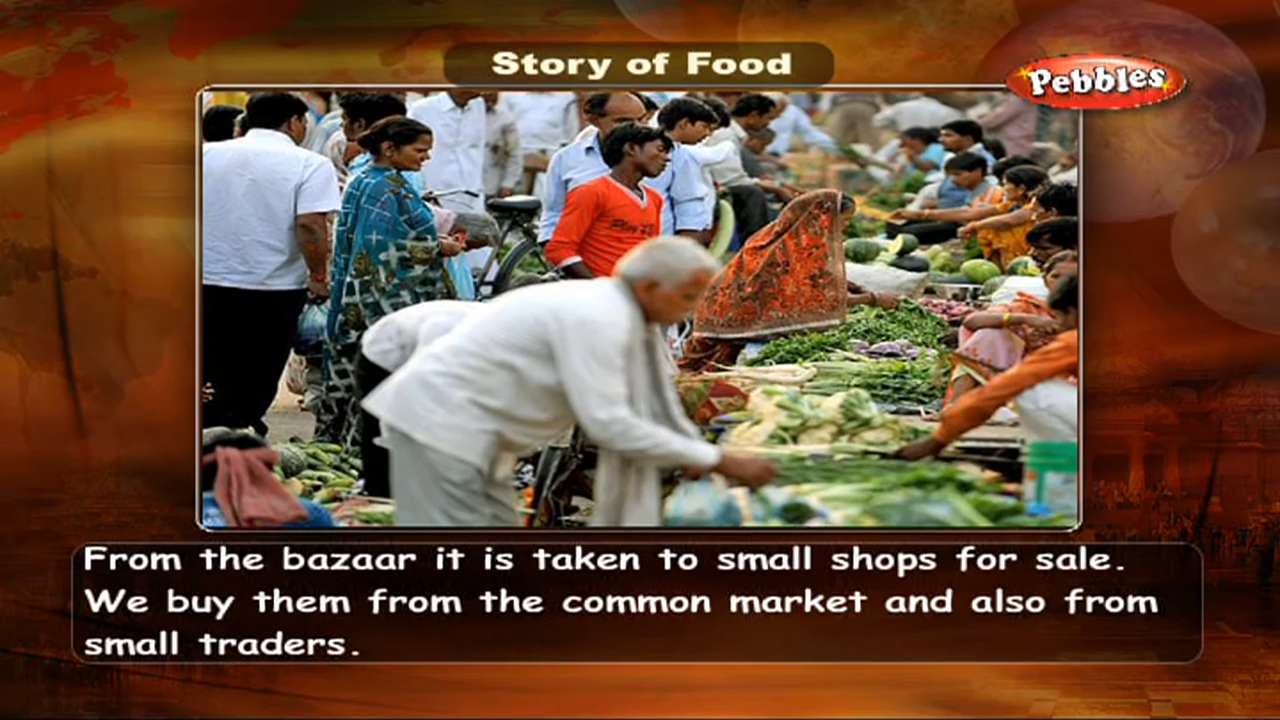 Story of Food
Pebbles
From the bazaar it is taken to small shops for sale.
We buy them from the common market and also from
small traders.